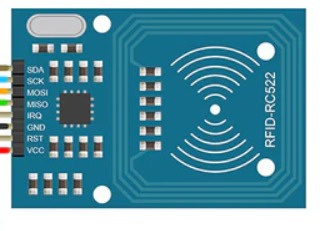 SDA
SCK
MOSI
MISO
IRQ
GND
RST
VCC
RFID-RC522